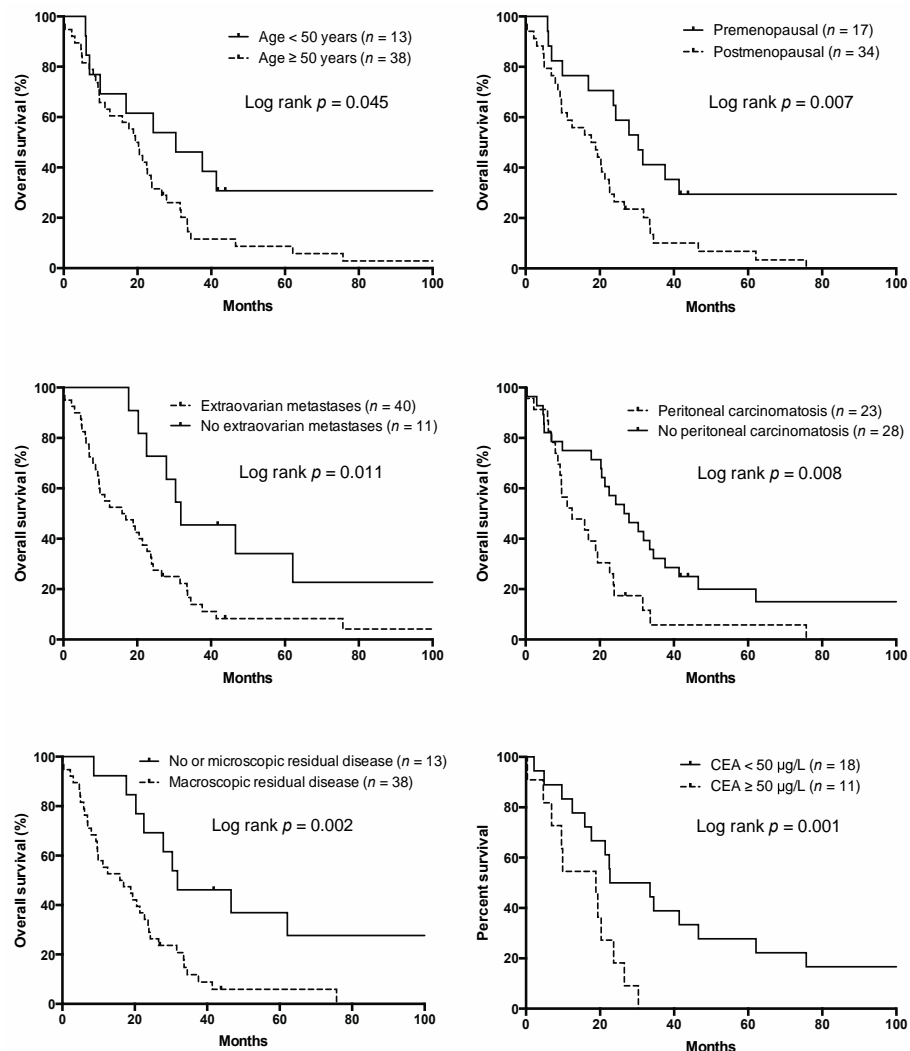 Age < 50 years (n = 13)
Age ≥ 50 years (n = 38)
Log rank p = 0.045
Overall survival (%)
100
80
60
40
20
0
0 20 40 60 80 100
Months
Premenopausal (n = 17)
Postmenopausal (n = 34)
Log rank p = 0.007
Overall survival (%)
100
80
60
40
20
0
0 20 40 60 80 100
Months
Extraovarian metastases (n = 40)
No extraovarian metastases (n = 11)
Log rank p = 0.011
Overall survival (%)
100
80
60
40
20
0
0 20 40 60 80 100
Months
Peritoneal carcinomatosis (n = 23)
No peritoneal carcinomatosis (n = 28)
Log rank p = 0.008
Overall survival (%)
100
80
60
40
20
0
0 20 40 60 80 100
Months
No or microscopic residual disease (n = 13)
Macroscopic residual disease (n = 38)
Log rank p = 0.002
Overall survival (%)
100
80
60
40
20
0
0 20 40 60 80 100
Months
CEA < 50 µg/L (n = 18)
CEA ≥ 50 µg/L (n = 11)
Log rank p = 0.001
Percent survival
100
80
60
40
20
0
0 20 40 60 80 100
Months